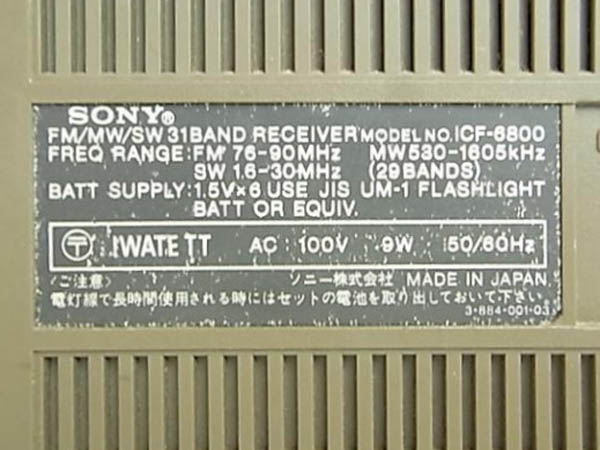 SONY®
FM/MW/SW 31BAND RECEIVER MODEL NO. ICF-6800
FREQ RANGE: FM 76-90MHz MW530-1605kHz
SW 1.6-30MHz (29BANDS)
BATT SUPPLY: 1.5V×6 USE JIS UM-1 FLASHLIGHT
BATT OR EQUIV.
〒 IWATE TT AC : 100V 9W 50/60Hz
〈ご注意〉 ソニー株式会社 MADE IN JAPAN
電灯線で長時間使用される時にはセットの電池を取り出しておいて下さい
3-884-001-03